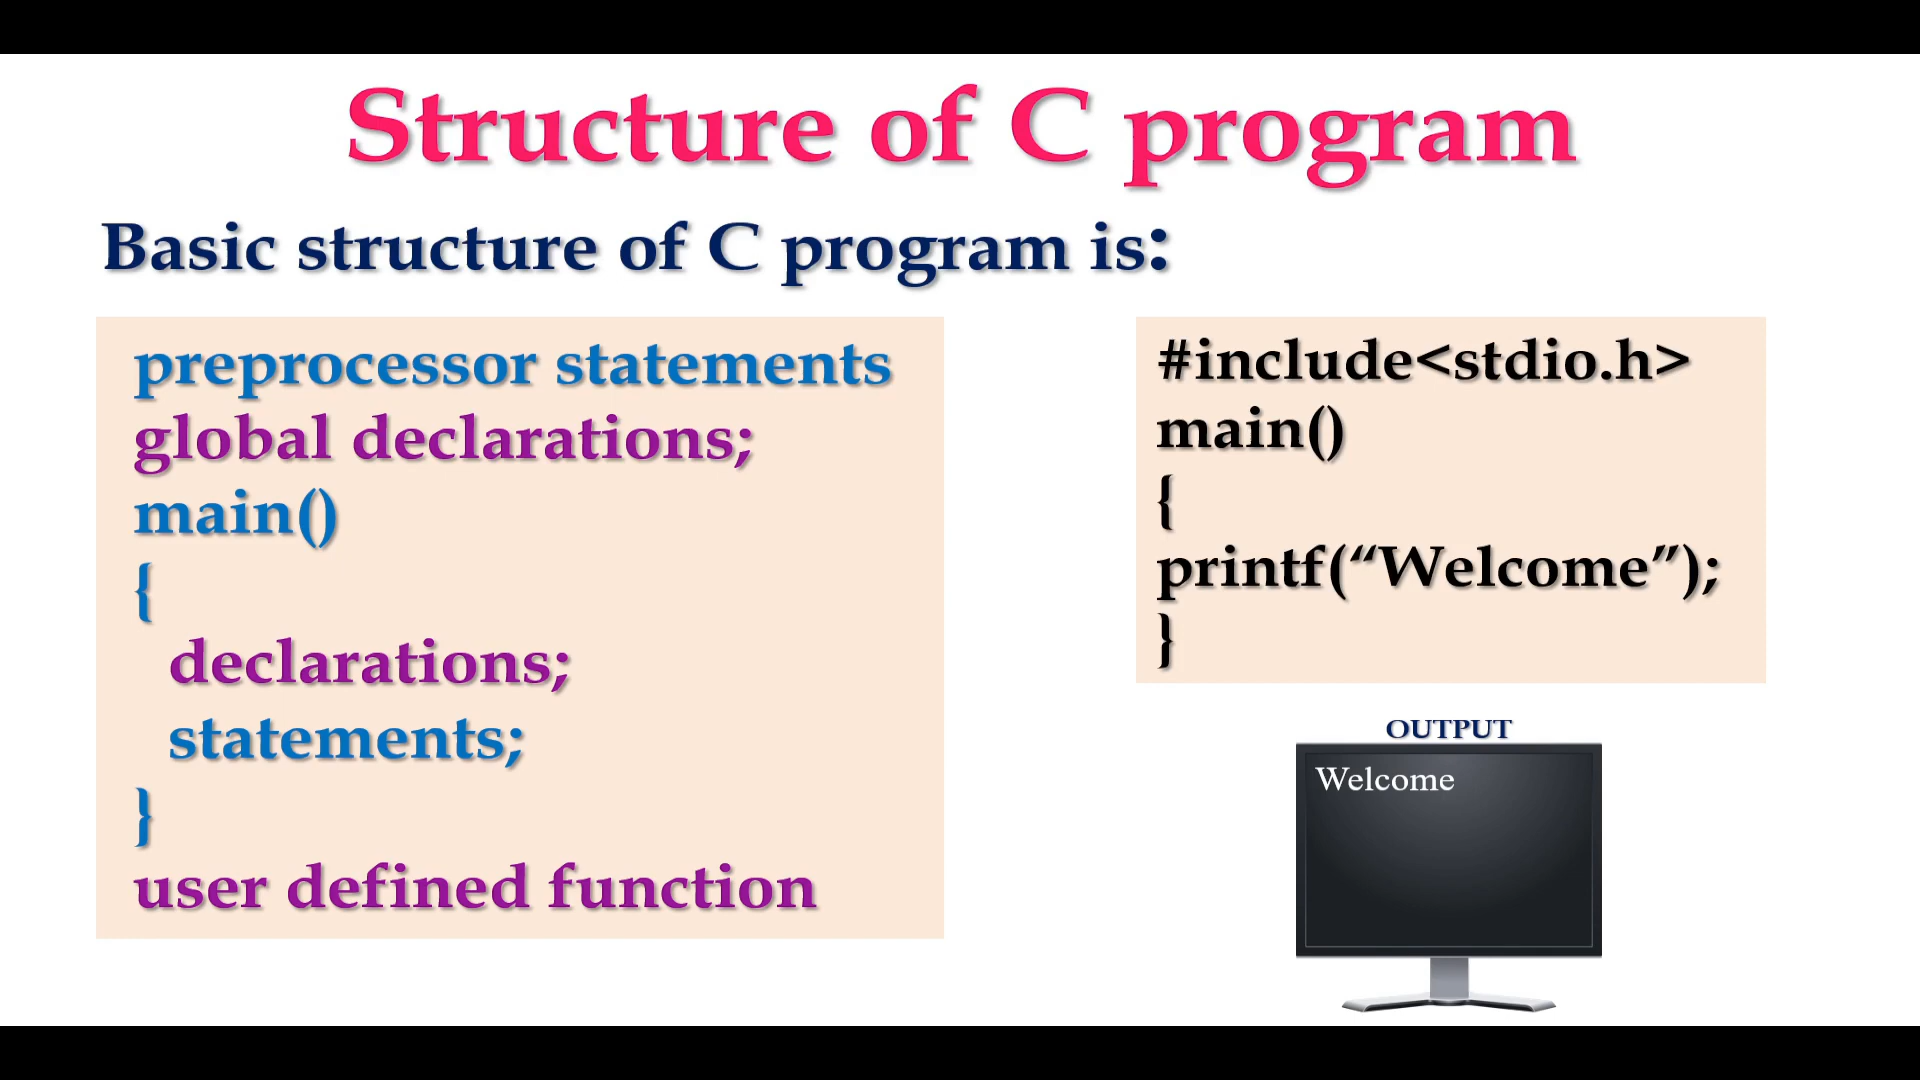 Structure of C program
Basic structure of C program is:
preprocessor statements
global declarations;
main()
{
declarations;
statements;
}
user defined function
#include<stdio.h>
main()
{
printf(“Welcome”);
}
OUTPUT
Welcome